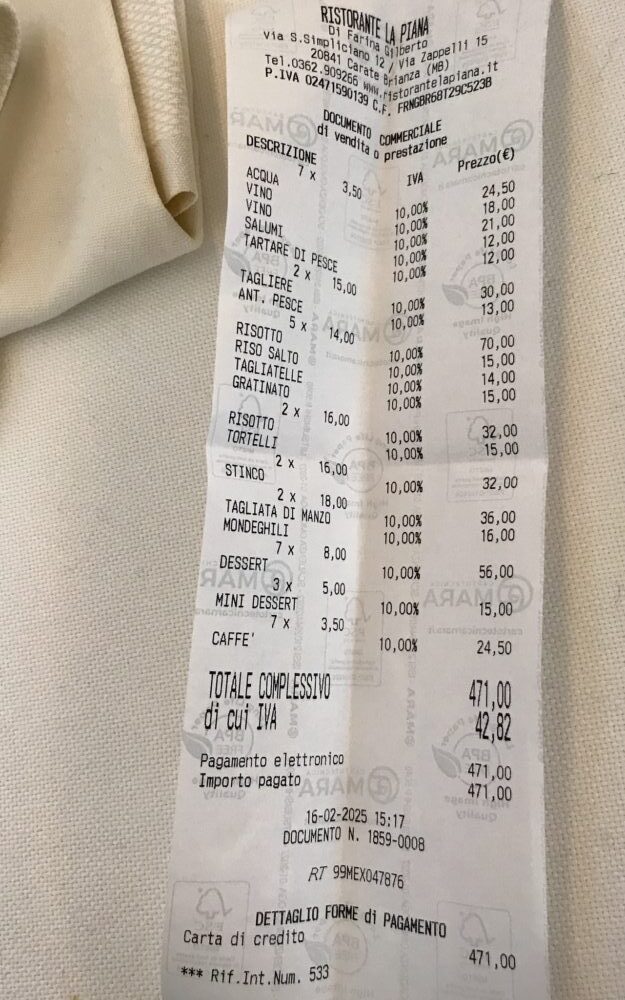 RISTORANTE LA PIANA
Di Farina Gilberto
via S.Simpliciano 12 / Via Zappelli 15
20841 Carate Brianza (MB)
Tel.0362.909266 www.ristorantelapiana.it
P.IVA 02471590139 C.F. FRNGBR68T29C523B
DOCUMENTO COMMERCIALE
di vendita o prestazione
DESCRIZIONE IVA Prezzo(€)
7 x 3,50
ACQUA 10,00% 24,50
VINO 10,00% 18,00
VINO 10,00% 21,00
SALUMI 10,00% 12,00
TARTARE DI PESCE 10,00% 12,00
2 x 15,00
TAGLIERE 10,00% 30,00
ANT. PESCE 10,00% 13,00
5 x 14,00
RISOTTO 10,00% 70,00
RISO SALTO 10,00% 15,00
TAGLIATELLE 10,00% 14,00
GRATINATO 10,00% 15,00
2 x 16,00
RISOTTO 10,00% 32,00
TORTELLI 10,00% 15,00
2 x 16,00
STINCO 10,00% 32,00
2 x 18,00
TAGLIATA DI MANZO 10,00% 36,00
MONDEGHILI 10,00% 16,00
7 x 8,00
DESSERT 10,00% 56,00
3 x 5,00
MINI DESSERT 10,00% 15,00
7 x 3,50
CAFFE' 10,00% 24,50
TOTALE COMPLESSIVO 471,00
di cui IVA 42,82
Pagamento elettronico 471,00
Importo pagato 471,00
16-02-2025 15:17
DOCUMENTO N. 1859-0008
RT 99MEX047876
DETTAGLIO FORME di PAGAMENTO
Carta di credito 471,00
*** Rif.Int.Num. 533